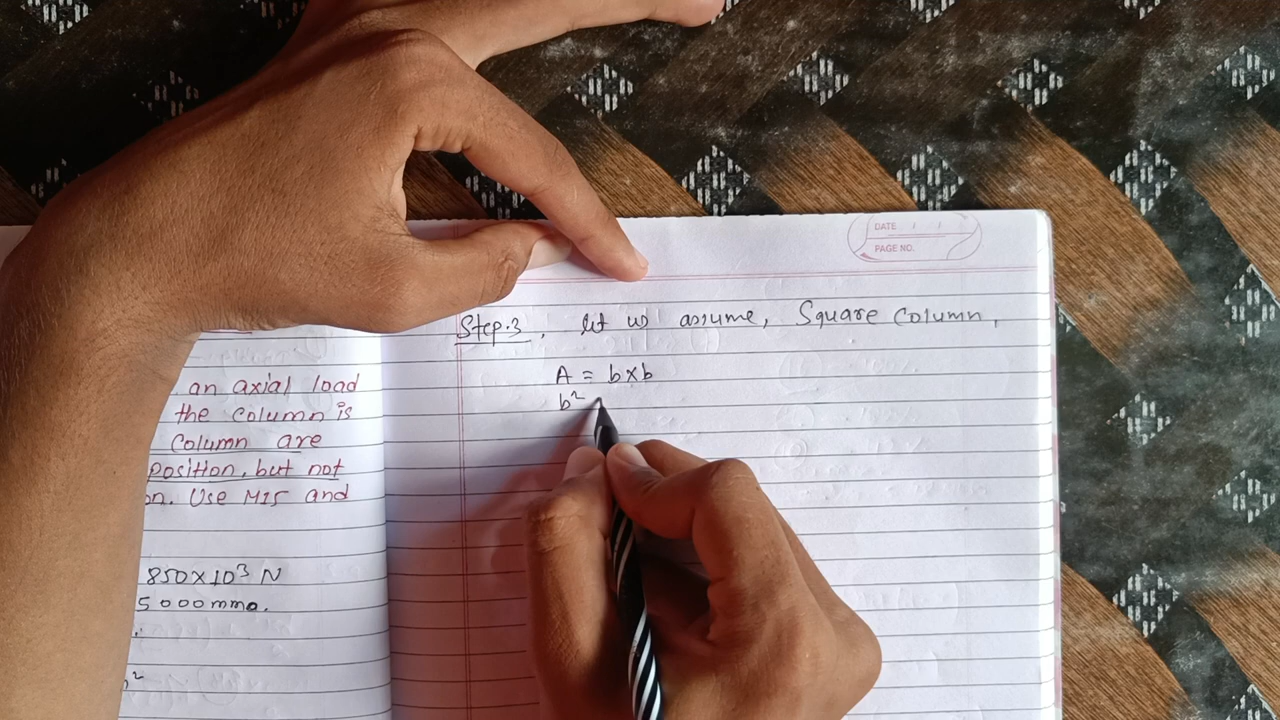 an axial load
the column is
column are
position, but not
on. Use M15 and
850×10³ N
5000mm.
DATE / /
PAGE NO.
Step.3, let us assume, Square column,
A = b×b
b²